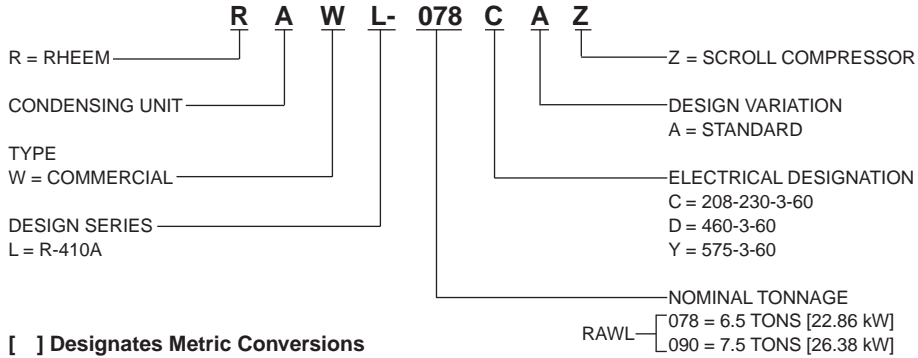 R A W L- 078 C A Z
R = RHEEM
CONDENSING UNIT
TYPE
W = COMMERCIAL
DESIGN SERIES
L = R-410A
[ ] Designates Metric Conversions
Z = SCROLL COMPRESSOR
DESIGN VARIATION
A = STANDARD
ELECTRICAL DESIGNATION
C = 208-230-3-60
D = 460-3-60
Y = 575-3-60
NOMINAL TONNAGE
RAWL
078 = 6.5 TONS [22.86 kW]
090 = 7.5 TONS [26.38 kW]